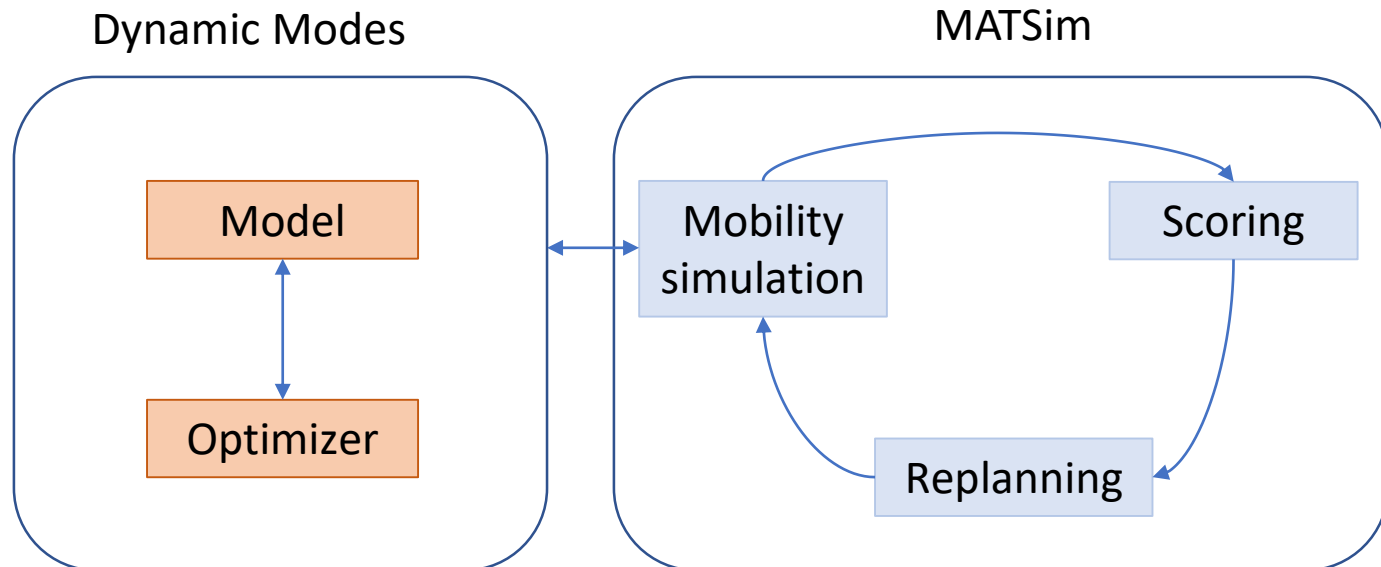 Dynamic Modes
MATSim
Model
Optimizer
Mobility
simulation
Scoring
Replanning